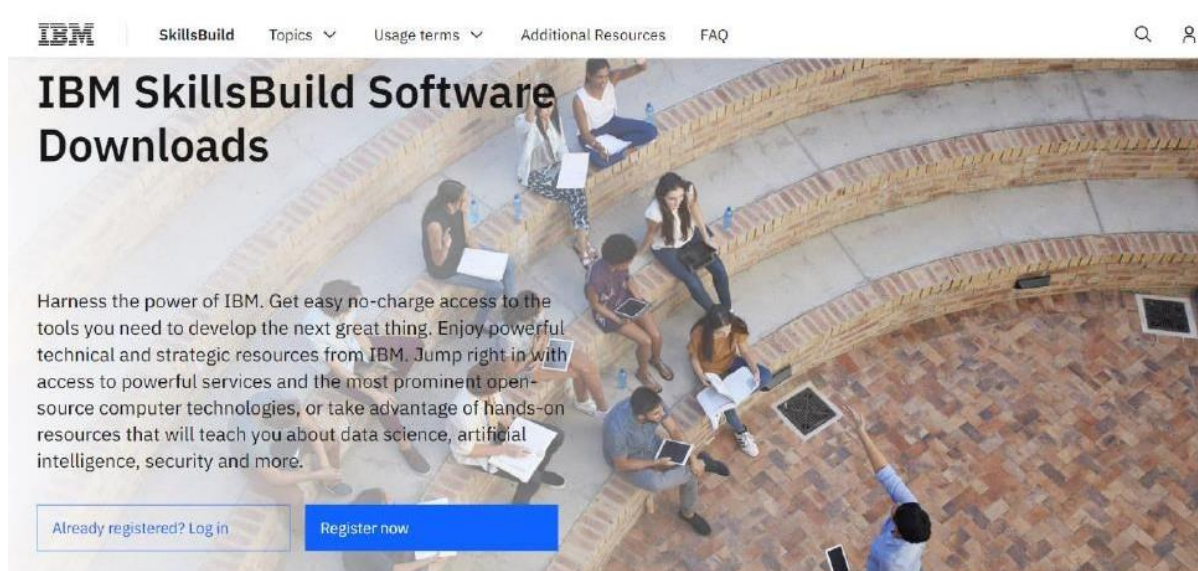 IBM SkillsBuild Topics Usage terms Additional Resources FAQ
IBM SkillsBuild Software
Downloads
Harness the power of IBM. Get easy no-charge access to the
tools you need to develop the next great thing. Enjoy powerful
technical and strategic resources from IBM. Jump right in with
access to powerful services and the most prominent open-
source computer technologies, or take advantage of hands-on
resources that will teach you about data science, artificial
intelligence, security and more.
Already registered? Log in Register now